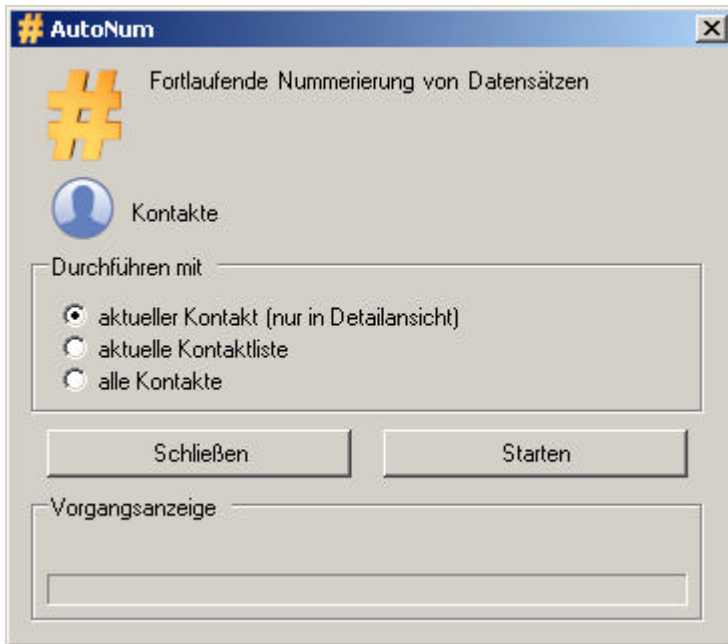 AutoNum
Fortlaufende Nummerierung von Datensätzen
Kontakte
Durchführen mit
aktueller Kontakt (nur in Detailansicht)
aktuelle Kontaktliste
alle Kontakte
Schließen Starten
Vorgangsanzeige